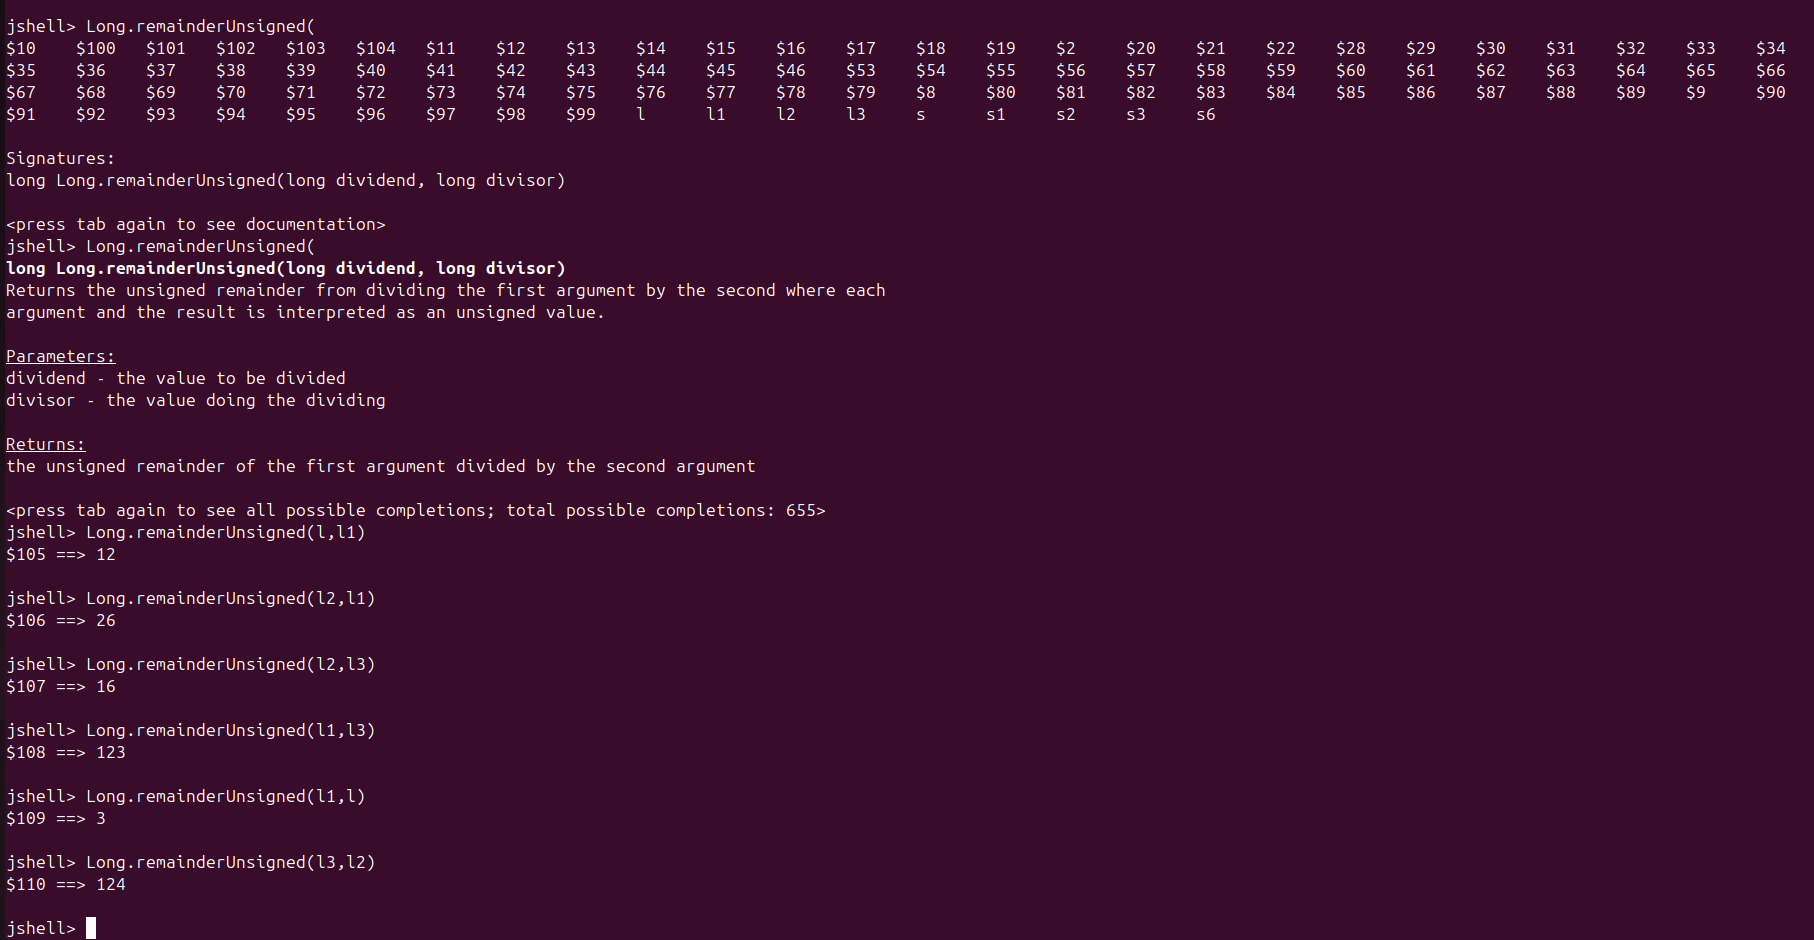 jshell> Long.remainderUnsigned(
$10 $100 $101 $102 $103 $104 $11 $12 $13 $14 $15 $16 $17 $18 $19 $2 $20 $21 $22 $28 $29 $30 $31 $32 $33 $34
$35 $36 $37 $38 $39 $40 $41 $42 $43 $44 $45 $46 $53 $54 $55 $56 $57 $58 $59 $60 $61 $62 $63 $64 $65 $66
$67 $68 $69 $70 $71 $72 $73 $74 $75 $76 $77 $78 $79 $8 $80 $81 $82 $83 $84 $85 $86 $87 $88 $89 $9 $90
$91 $92 $93 $94 $95 $96 $97 $98 $99 l l1 l2 l3 s s1 s2 s3 s6
Signatures:
long Long.remainderUnsigned(long dividend, long divisor)
<press tab again to see documentation>
jshell> Long.remainderUnsigned(
long Long.remainderUnsigned(long dividend, long divisor)
Returns the unsigned remainder from dividing the first argument by the second where each
argument and the result is interpreted as an unsigned value.
Parameters:
dividend - the value to be divided
divisor - the value doing the dividing
Returns:
the unsigned remainder of the first argument divided by the second argument
<press tab again to see all possible completions; total possible completions: 655>
jshell> Long.remainderUnsigned(l,l1)
$105 ==> 12
jshell> Long.remainderUnsigned(l2,l1)
$106 ==> 26
jshell> Long.remainderUnsigned(l2,l3)
$107 ==> 16
jshell> Long.remainderUnsigned(l1,l3)
$108 ==> 123
jshell> Long.remainderUnsigned(l1,l)
$109 ==> 3
jshell> Long.remainderUnsigned(l3,l2)
$110 ==> 124
jshell>